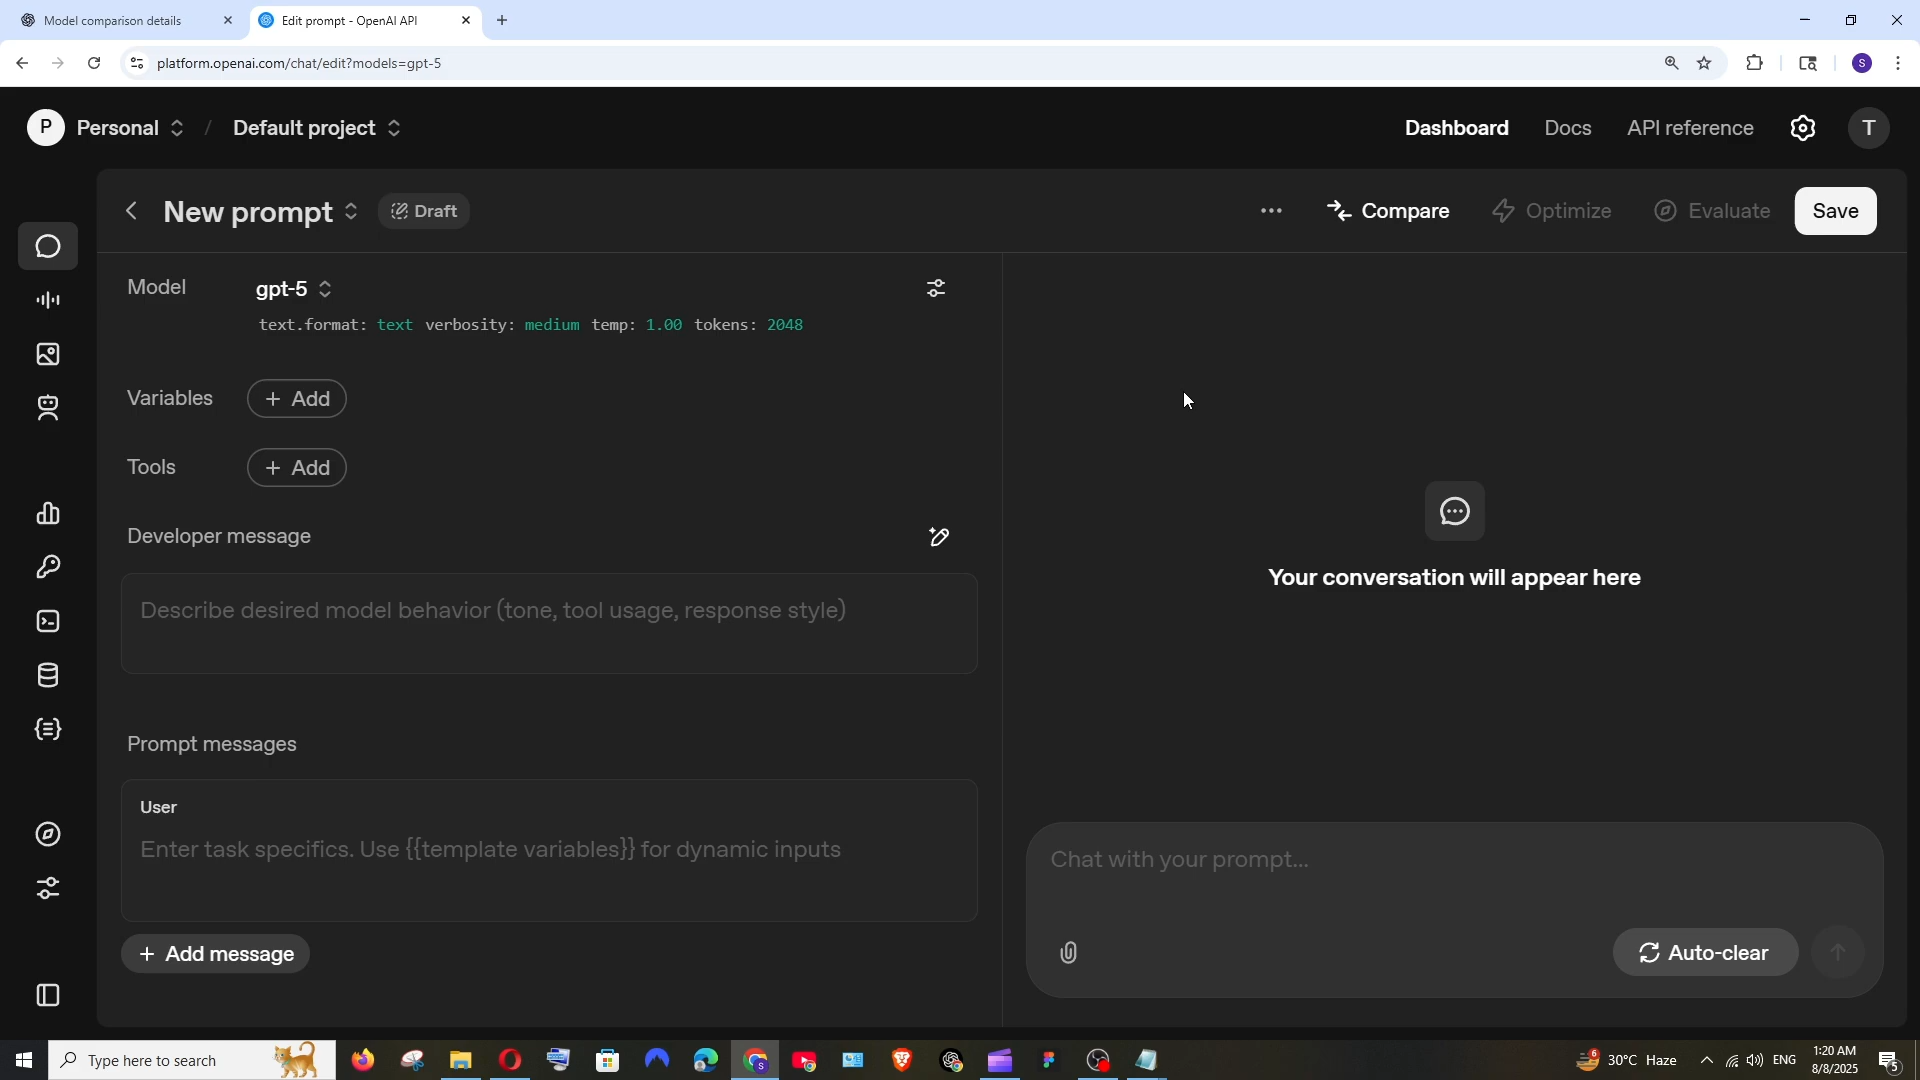 Model comparison details
Edit prompt - OpenAI API
platform.openai.com/chat/edit?models=gpt-5
S
P
Personal
/
Default project
Dashboard
Docs
API reference
T
New prompt
Draft
Compare
Optimize
Evaluate
Save
Model
gpt-5
text.format: text verbosity: medium temp: 1.00 tokens: 2048
Variables
+ Add
Tools
+ Add
Developer message
Describe desired model behavior (tone, tool usage, response style)
Prompt messages
User
Enter task specifics. Use {{template variables}} for dynamic inputs
+ Add message
Your conversation will appear here
Chat with your prompt...
Auto-clear
Type here to search
S
6
30°C Haze
ENG
1:20 AM
8/8/2025
5